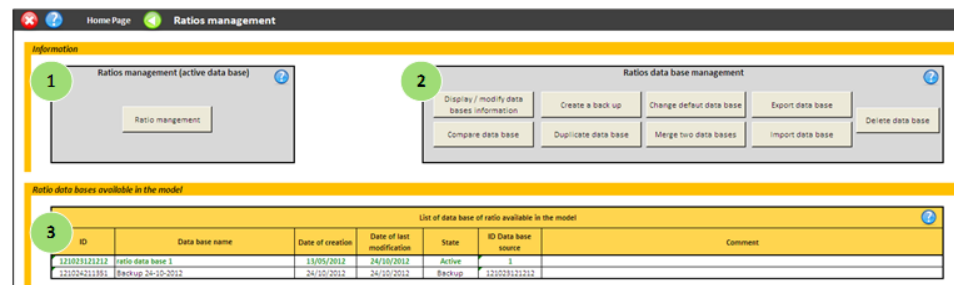 Home Page Ratios management
Information
1
Ratios management (active data base)
Ratio mangement
2
Ratios data base management
Display / modify data
bases information
Create a back up
Change defaut data base
Export data base
Delete data base
Compare data base
Duplicate data base
Merge two data bases
Import data base
Ratio data bases available in the model
3
List of data base of ratio available in the model
ID Data base name Date of creation Date of last modification State ID Data base source Comment
121023121212 ratio data base 1 13/05/2012 24/10/2012 Active 1
121024211351 Backup 24-10-2012 24/10/2012 24/10/2012 Backup 121023121212